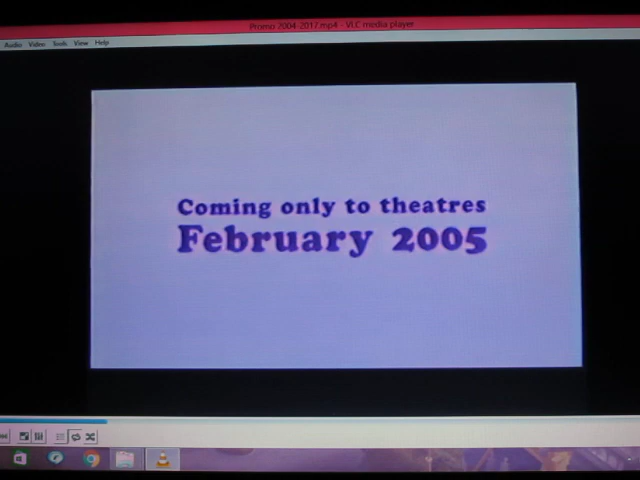 Promo 2004-2017.mp4 - VLC media player
Audio Video Tools View Help
Coming only to theatres
February 2005